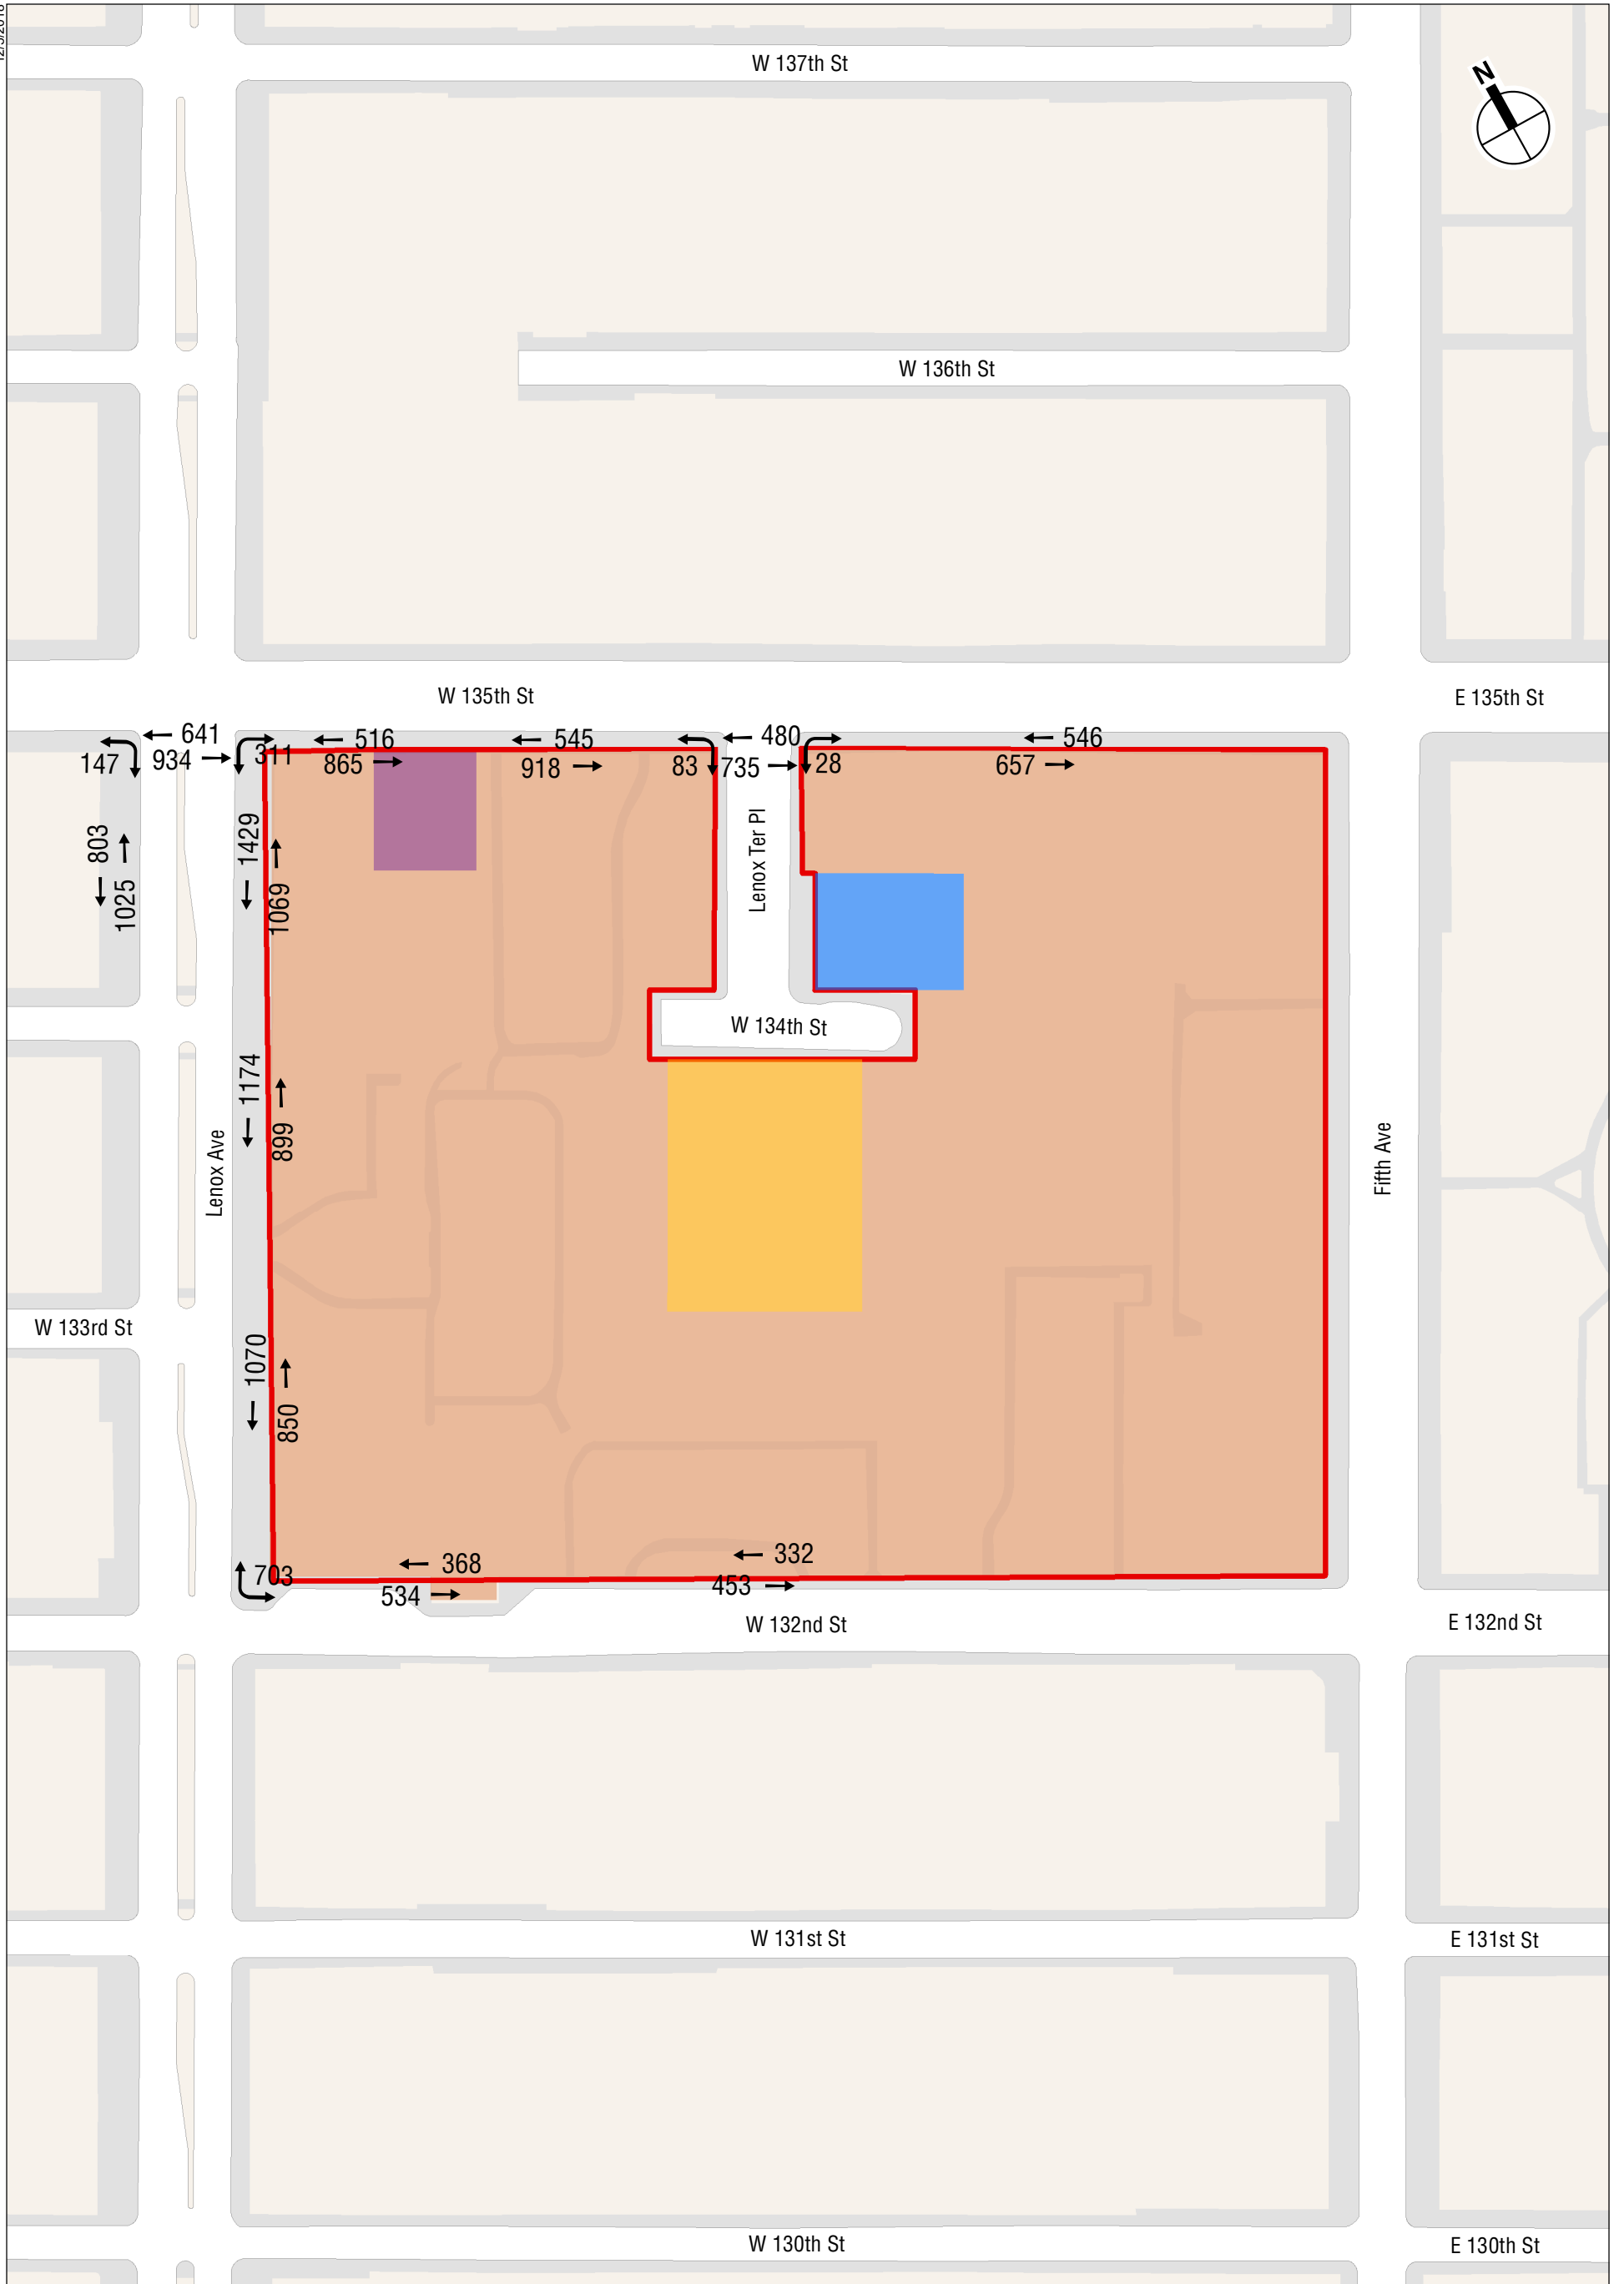 W 137th St
N
W 136th St
W 135th St
E 135th St
641
516
545
480
546
147
934
311
865
918
83
735
28
657
803
1025
1429
1069
Lenox Ter Pl
W 134th St
1174
899
Lenox Ave
Fifth Ave
W 133rd St
1070
850
703
368
332
534
453
W 132nd St
E 132nd St
W 131st St
E 131st St
W 130th St
E 130th St